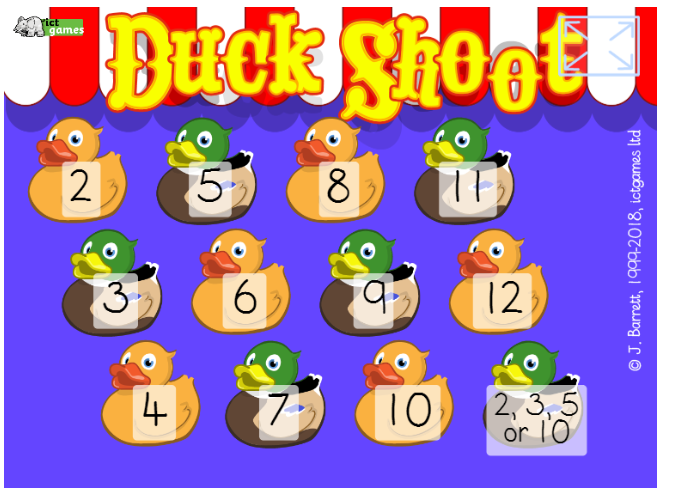 ict
games
Duck Shoot
2
5
8
11
3
6
9
12
4
7
10
2, 3, 5
or 10
© J. Barrett, 1999-2018, ictgames ltd